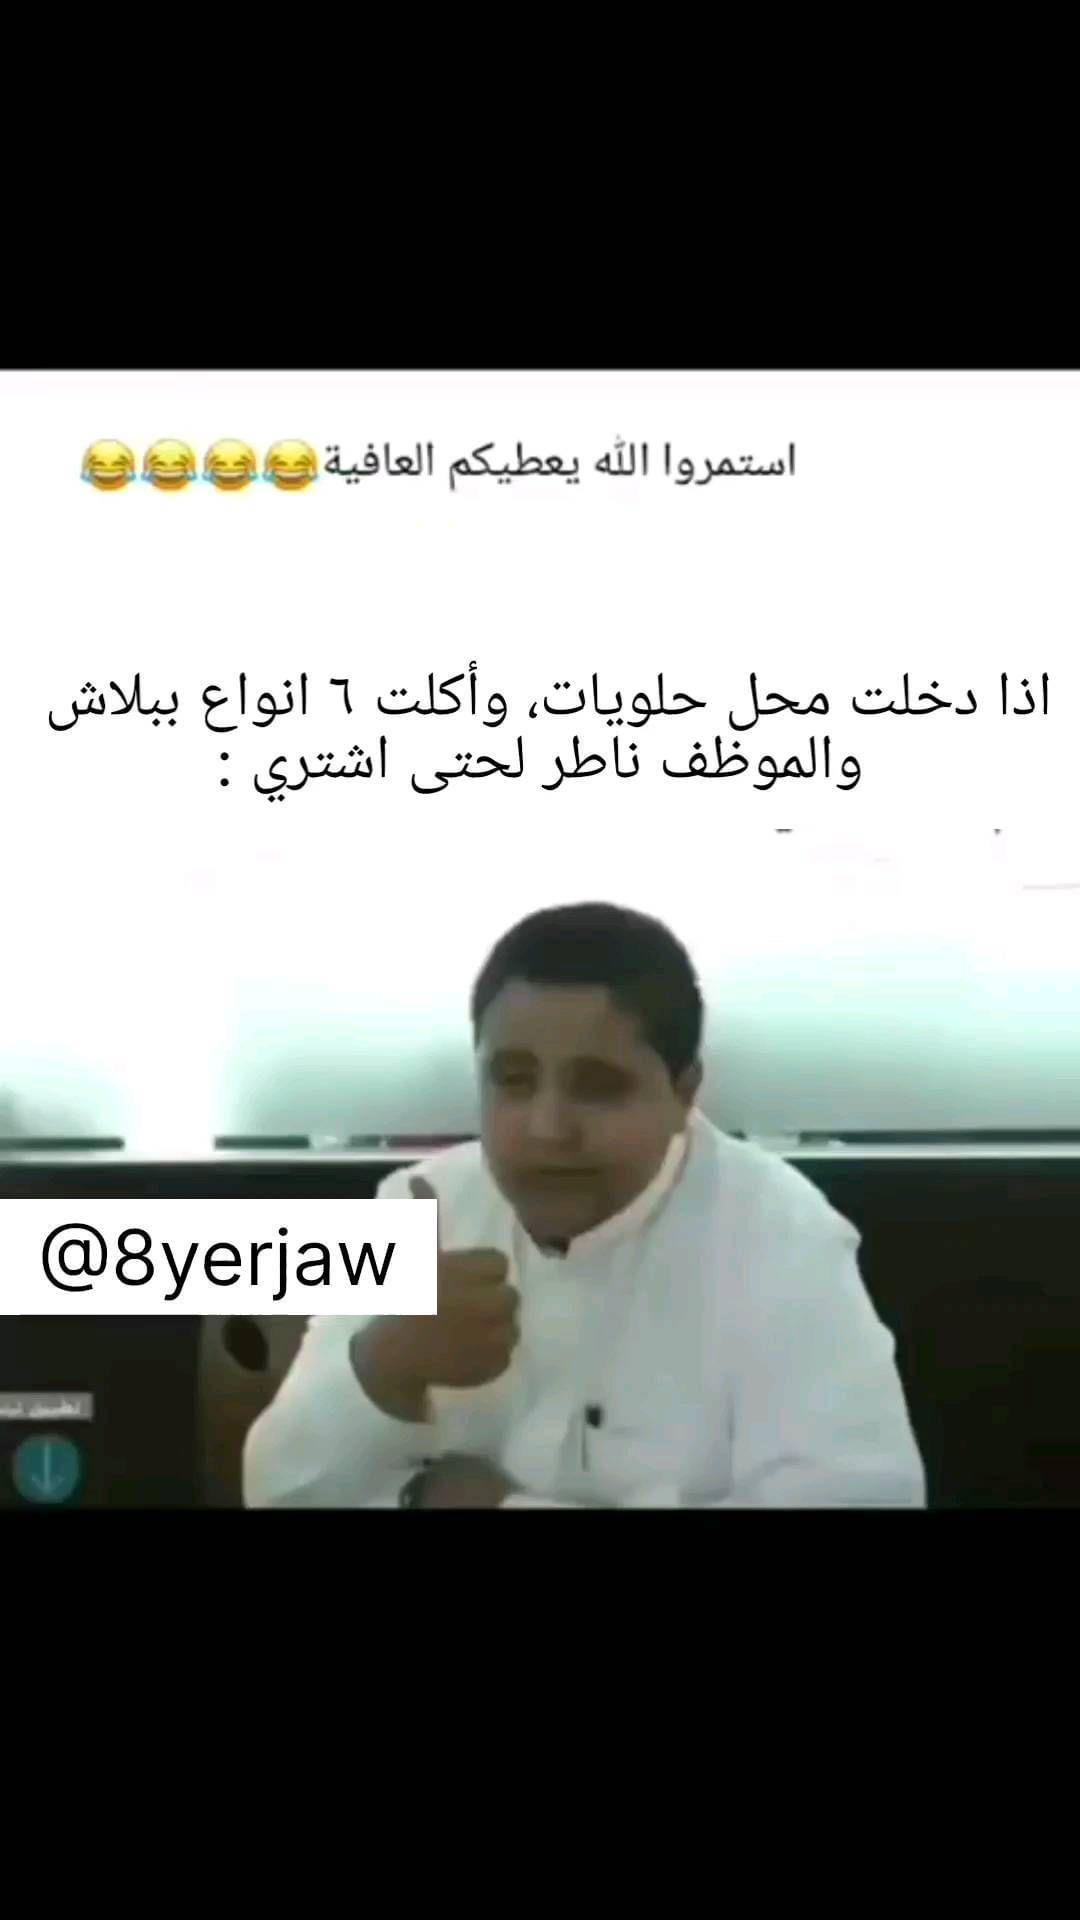 استمروا الله يعطيكم العافية😂😂😂😂
اذا دخلت محل حلويات، وأكلت ٦ انواع ببلاش
والموظف ناطر لحتى اشتري :
@8yerjaw